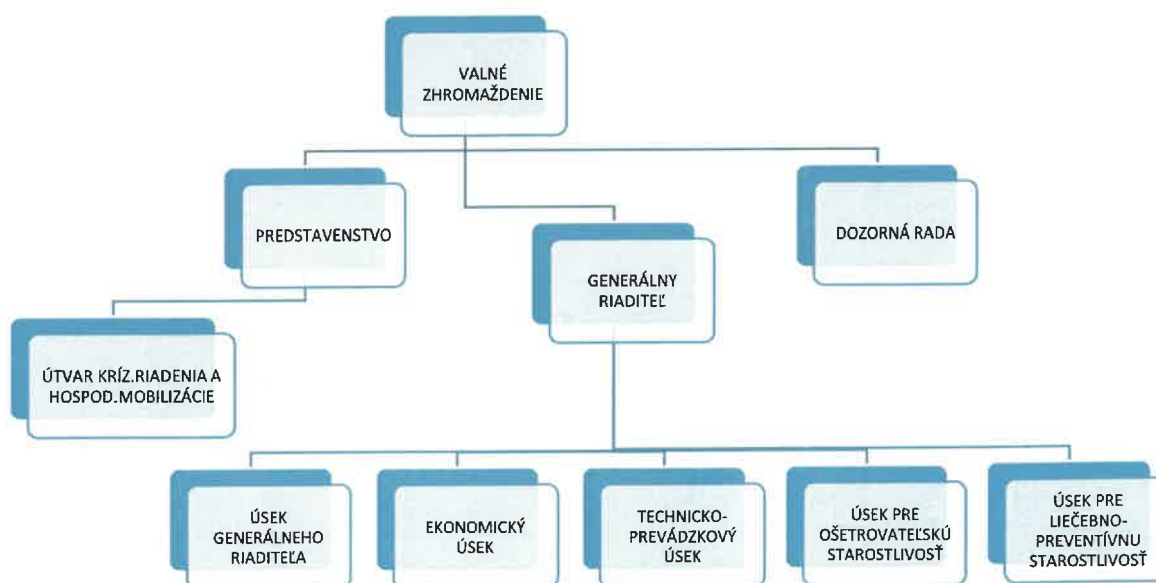 VALNÉ
ZHROMAŽDENIE
PREDSTAVENSTVO
GENERÁLNY
RIADITEĽ
DOZORNÁ RADA
ÚTVAR KRÍZ.RIADENIA A
HOSPOD.MOBILIZÁCIE
ÚSEK
GENERÁLNEHO
RIADITEĽA
EKONOMICKÝ
ÚSEK
TECHNICKO-
PREVÁDZKOVÝ
ÚSEK
ÚSEK PRE
OŠETROVATEĽSKÚ
STAROSTLIVOSŤ
ÚSEK PRE
LIEČEBNO-
PREVENTÍVNU
STAROSTLIVOSŤ